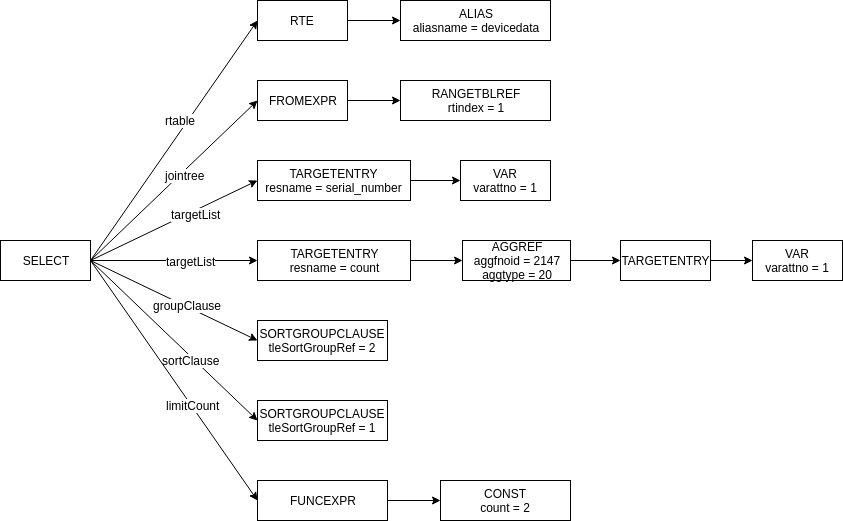 RTE
ALIAS
aliasname = devicedata
rtable
FROMEXPR
RANGETBLREF
rtindex = 1
jointree
TARGETENTRY
resname = serial_number
VAR
varattno = 1
targetList
SELECT
targetList
TARGETENTRY
resname = count
AGGREF
aggfnoid = 2147
aggtype = 20
TARGETENTRY
VAR
varattno = 1
groupClause
SORTGROUPCLAUSE
tleSortGroupRef = 2
sortClause
SORTGROUPCLAUSE
tleSortGroupRef = 1
limitCount
FUNCEXPR
CONST
count = 2